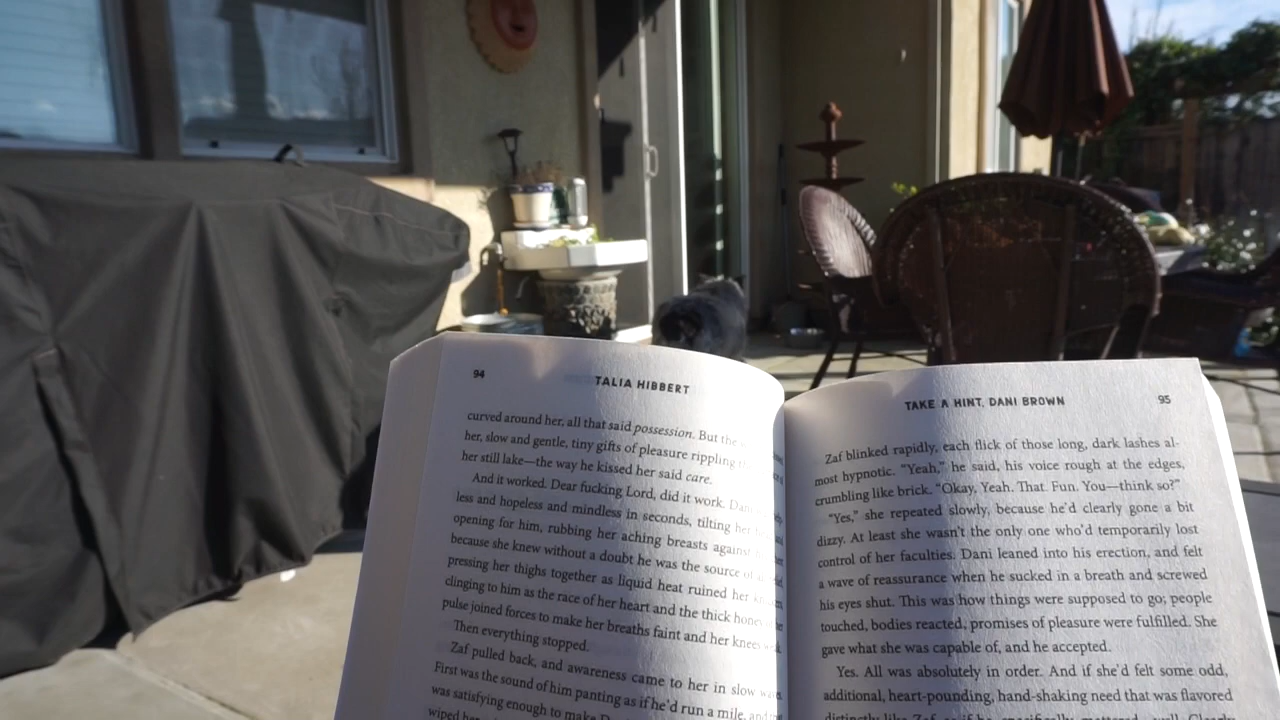 94
TALIA HIBBERT
curved around her, all that said possession. But the
her, slow and gentle, tiny gifts of pleasure rippling
her still lake—the way he kissed her said care.
And it worked. Dear fucking Lord, did it work.
less and hopeless and mindless in seconds, tilting her
opening for him, rubbing her aching breasts against
because she knew without a doubt he was the source of
pressing her thighs together as liquid heat ruined her
clinging to him as the race of her heart and the thick
pulse joined forces to make her breaths faint and her knees
Then everything stopped.
Zaf pulled back, and awareness came to her in slow
First was the sound of him panting as if he'd run a mile, and
was satisfying enough to make
wiped her
TAKE A HINT, DANI BROWN
95
Zaf blinked rapidly, each flick of those long, dark lashes al-
most hypnotic. "Yeah," he said, his voice rough at the edges,
crumbling like brick. "Okay. Yeah. That. Fun. You—think so?"
"Yes," she repeated slowly, because he'd clearly gone a bit
dizzy. At least she wasn't the only one who'd temporarily lost
control of her faculties. Dani leaned into his erection, and felt
a wave of reassurance when he sucked in a breath and screwed
his eyes shut. This was how things were supposed to go; people
touched, bodies reacted, promises of pleasure were fulfilled. She
gave what she was capable of, and he accepted.
Yes. All was absolutely in order. And if she'd felt some odd,
additional, heart-pounding, hand-shaking need that was flavored
distinctly like Zaf, as if he, specifically, mattered